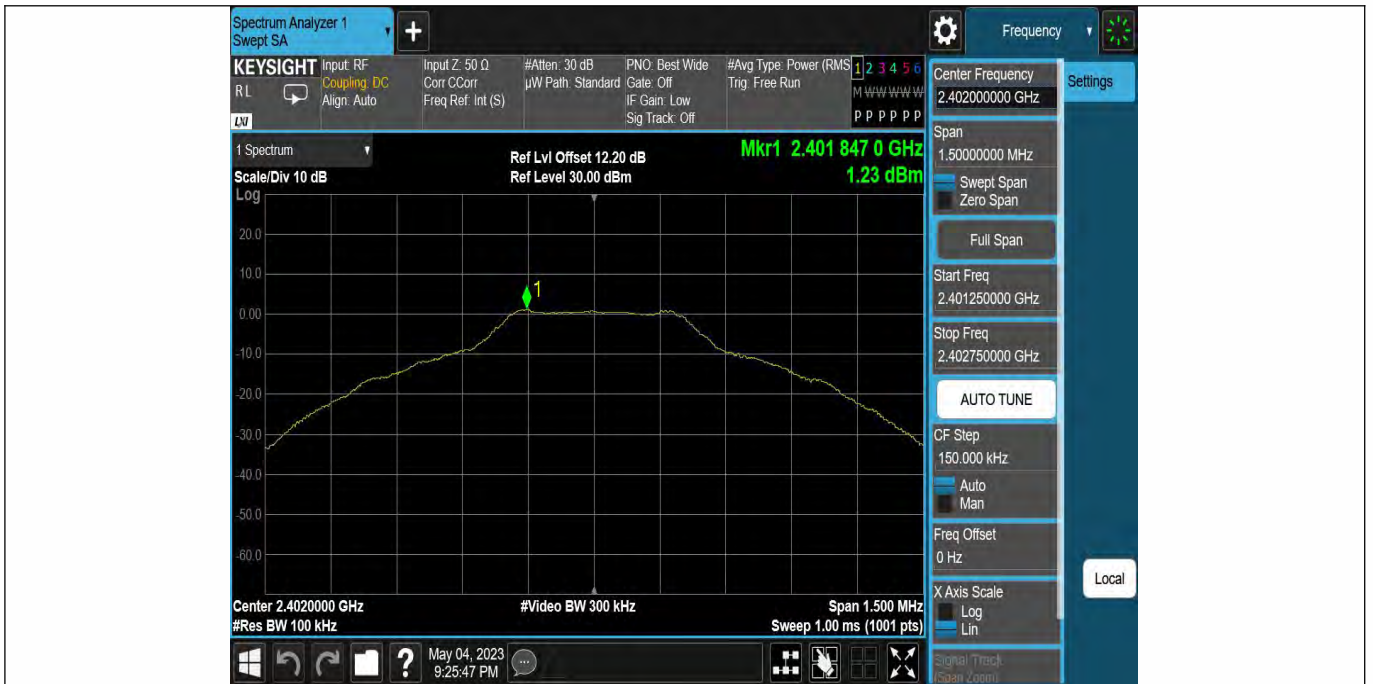 Spectrum Analyzer 1
Swept SA
Frequency
KEYSIGHT
R L
LXI
Input: RF
Coupling: DC
Align: Auto
Input Z: 50 Ω
Corr CCorr
Freq Ref: Int (S)
#Atten: 30 dB
µW Path: Standard
PNO: Best Wide
Gate: Off
IF Gain: Low
Sig Track: Off
#Avg Type: Power (RMS
Trig: Free Run
1 2 3 4 5 6
M W W W W W
P P P P P P
1 Spectrum
Scale/Div 10 dB
Log
Ref Lvl Offset 12.20 dB
Ref Level 30.00 dBm
Mkr1 2.401 847 0 GHz
1.23 dBm
20.0
10.0
0.00
-10.0
-20.0
-30.0
-40.0
-50.0
-60.0
1
Center 2.4020000 GHz
#Res BW 100 kHz
#Video BW 300 kHz
Span 1.500 MHz
Sweep 1.00 ms (1001 pts)
Center Frequency
2.402000000 GHz
Settings
Span
1.50000000 MHz
Swept Span
Zero Span
Full Span
Start Freq
2.401250000 GHz
Stop Freq
2.402750000 GHz
AUTO TUNE
CF Step
150.000 kHz
Auto
Man
Freq Offset
0 Hz
X Axis Scale
Log
Lin
Signal Track
(Span Zoom)
Local
?
May 04, 2023
9:25:47 PM